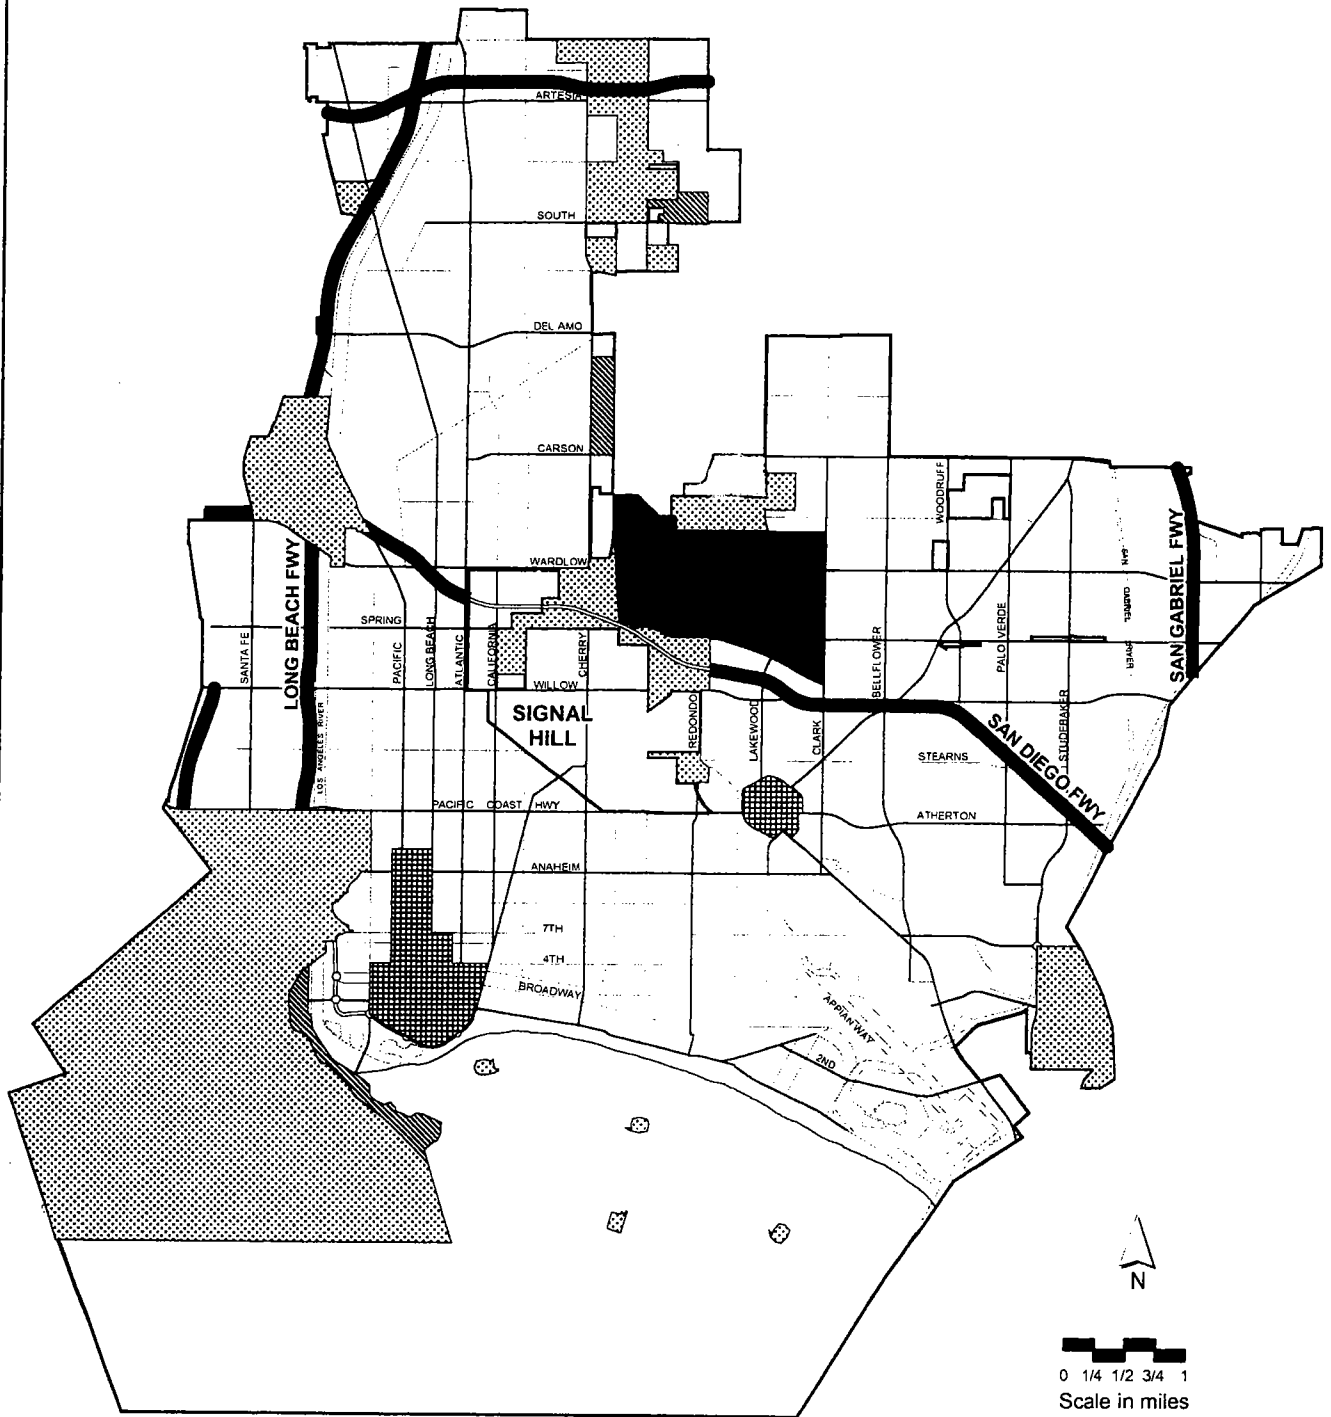 ARTESIA
SOUTH
DEL AMO
CARSON
WOODRUFF
WARDLOW
LONG BEACH FWY
SAN GABRIEL FWY
SAN GABRIEL RIVER
SPRING
SANTA FE
PACIFIC
LONG BEACH
ATLANTIC
CALIFORNIA
CHERRY
BELLFLOWER
PALO VERDE
WILLOW
SIGNAL
HILL
REDONDO
LAKEWOOD
CLARK
STUDEBAKER
LOS ANGELES RIVER
STEARNS
SAN DIEGO FWY
PACIFIC COAST HWY
ATHERTON
ANAHEIM
7TH
4TH
BROADWAY
APPIAN WAY
2ND
N
0 1/4 1/2 3/4 1
Scale in miles